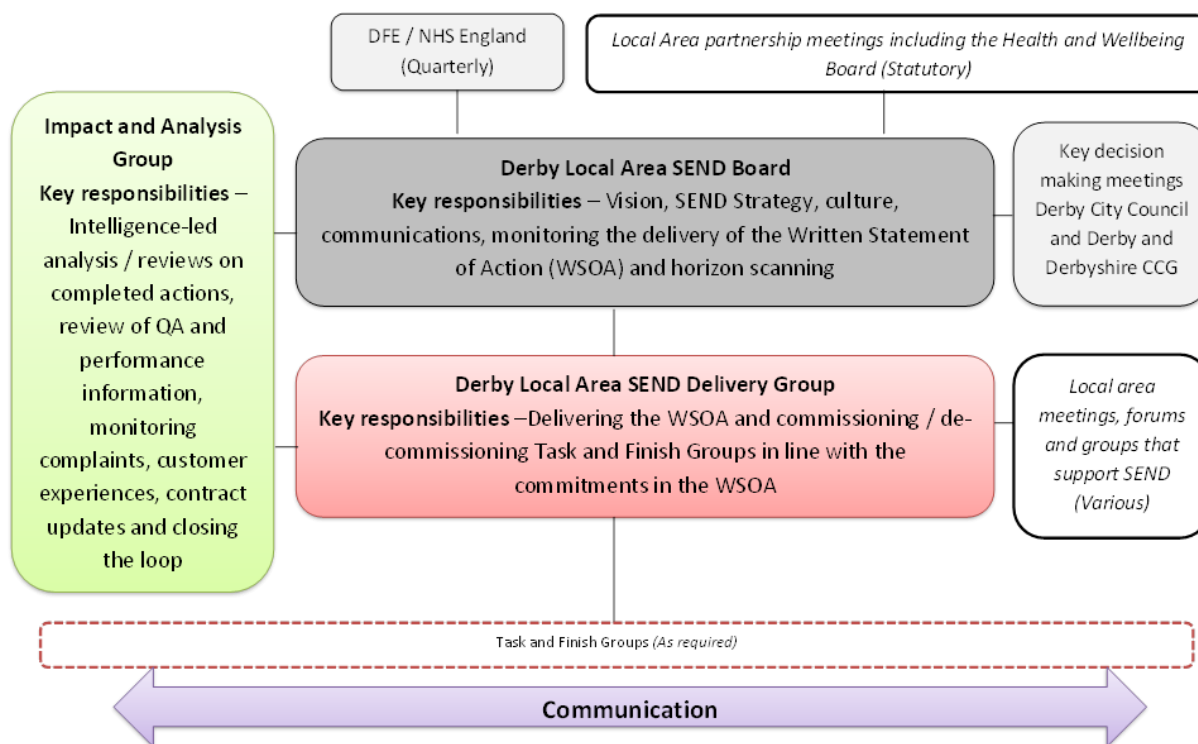 DFE / NHS England
(Quarterly)
Local Area partnership meetings including the Health and Wellbeing
Board (Statutory)
Impact and Analysis
Group
Key responsibilities –
Intelligence-led
analysis / reviews on
completed actions,
review of QA and
performance
information,
monitoring
complaints, customer
experiences, contract
updates and closing
the loop
Derby Local Area SEND Board
Key responsibilities – Vision, SEND Strategy, culture,
communications, monitoring the delivery of the Written Statement
of Action (WSOA) and horizon scanning
Key decision
making meetings
Derby City Council
and Derby and
Derbyshire CCG
Derby Local Area SEND Delivery Group
Key responsibilities –Delivering the WSOA and commissioning / de-
commissioning Task and Finish Groups in line with the
commitments in the WSOA
Local area
meetings, forums
and groups that
support SEND
(Various)
Task and Finish Groups (As required)
Communication